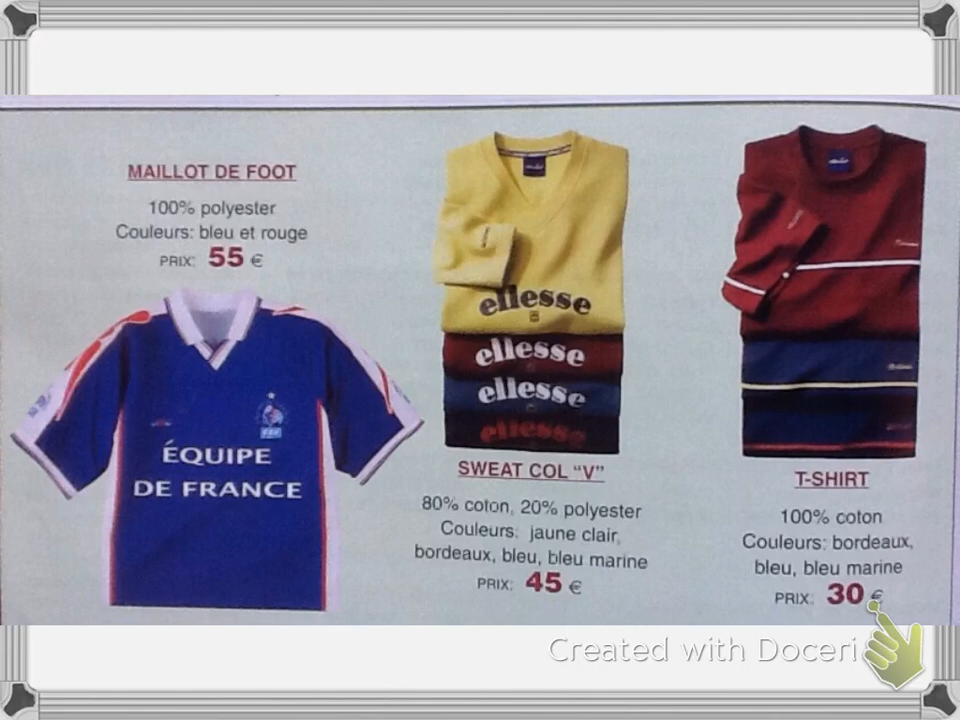 MAILLOT DE FOOT
100% polyester
Couleurs: bleu et rouge
PRIX: 55 €
ÉQUIPE
DE FRANCE
ellesse
ellesse
ellesse
ellesse
SWEAT COL “V”
80% coton, 20% polyester
Couleurs: jaune clair,
bordeaux, bleu, bleu marine
PRIX: 45 €
T-SHIRT
100% coton
Couleurs: bordeaux,
bleu, bleu marine
PRIX: 30 €
Created with Doceri